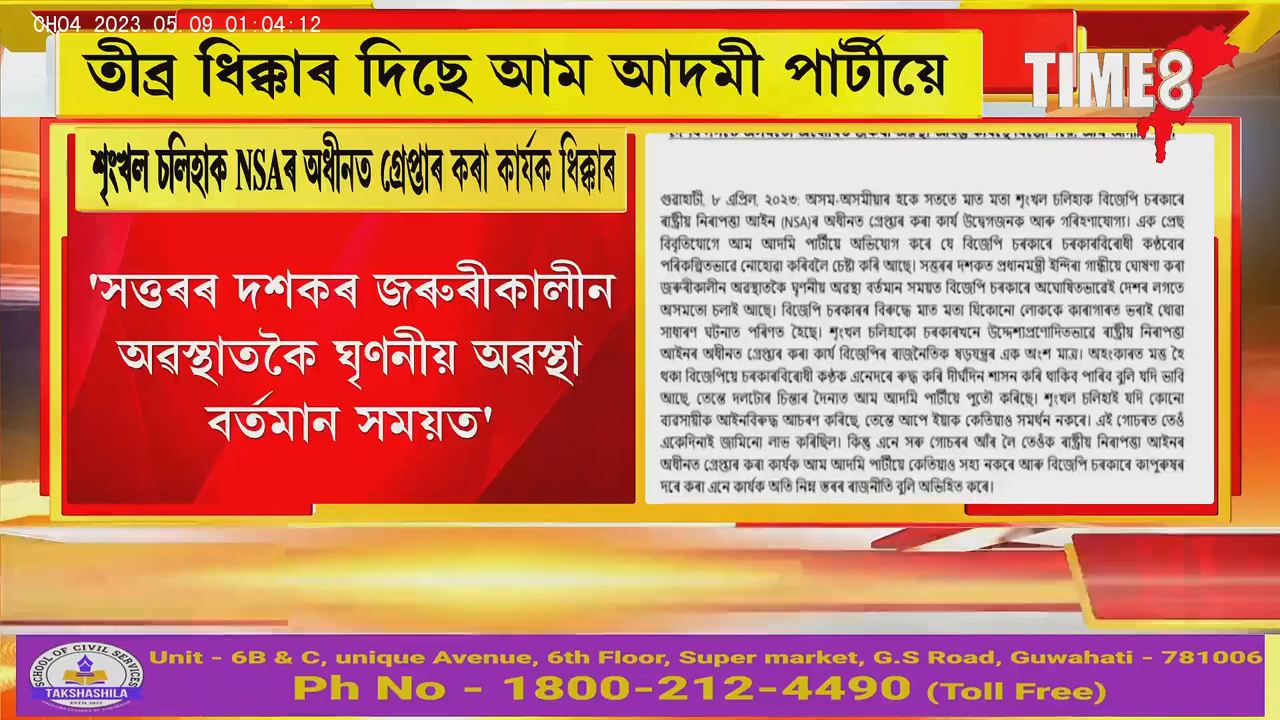 CH04 2023.05.09 01:04:12
তীব্ৰ ধিক্কাৰ দিছে আম আদমী পাৰ্টীয়ে
TIME8
শৃংখল চলিহাক NSAৰ অধীনত গ্ৰেপ্তাৰ কৰা কাৰ্যক ধিক্কাৰ
'সত্তৰৰ দশকৰ জৰুৰীকালীন
অৱস্থাতকৈ ঘৃণনীয় অৱস্থা
বৰ্তমান সময়ত'
গুৱাহাটী, ৮ এপ্ৰিল, ২০২৩: অসম-অসমীয়াৰ হকে সততে মাত মতা শৃংখল চলিহাক বিজেপি চৰকাৰে
ৰাষ্ট্ৰীয় নিৰাপত্তা আইন (NSA)ৰ অধীনত গ্ৰেপ্তাৰ কৰা কাৰ্য উদ্বেগজনক আৰু গৰিহণাযোগ্য। এক প্ৰেছ
বিবৃতিযোগে আম আদমি পাৰ্টীয়ে অভিযোগ কৰে যে বিজেপি চৰকাৰে চৰকাৰবিৰোধী কণ্ঠবোৰ
পৰিকল্পিতভাৱে নোহোৱা কৰিবলৈ চেষ্টা কৰি আছে। সত্তৰৰ দশকত প্ৰধানমন্ত্ৰী ইন্দিৰা গান্ধীয়ে ঘোষণা কৰা
জৰুৰীকালীন অৱস্থাতকৈ ঘৃণনীয় অৱস্থা বৰ্তমান সময়ত বিজেপি চৰকাৰে অঘোষিতভাৱেই দেশৰ লগতে
অসমতো চলাই আছে। বিজেপি চৰকাৰৰ বিৰুদ্ধে মাত মতা যিকোনো লোককে কাৰাগাৰত ভৰাই থোৱা
সাধাৰণ ঘটনাত পৰিণত হৈছে। শৃংখল চলিহাকো চৰকাৰখনে উদ্দেশ্যপ্ৰণোদিতভাৱে ৰাষ্ট্ৰীয় নিৰাপত্তা
আইনৰ অধীনত গ্ৰেপ্তাৰ কৰা কাৰ্য বিজেপিৰ ৰাজনৈতিক ষড়যন্ত্ৰৰ এক অংশ মাত্ৰ। অহংকাৰত মত্ত হৈ
থকা বিজেপিয়ে চৰকাৰবিৰোধী কণ্ঠক এনেদৰে ৰুদ্ধ কৰি দীৰ্ঘদিন শাসন কৰি থাকিব পাৰিব বুলি যদি ভাবি
আছে, তেন্তে দলটোৰ চিন্তাৰ দৈন্যত আম আদমি পাৰ্টীয়ে পুতৌ কৰিছে। শৃংখল চলিহাই যদি কোনো
ব্যৱসায়ীক আইনবিৰুদ্ধ আচৰণ কৰিছে, তেন্তে আপে ইয়াক কেতিয়াও সমৰ্থন নকৰে। এই গোচৰত তেওঁ
একেদিনাই জামিনো লাভ কৰিছিল। কিন্তু এনে সৰু গোচৰৰ আঁৰ লৈ তেওঁক ৰাষ্ট্ৰীয় নিৰাপত্তা আইনৰ
অধীনত গ্ৰেপ্তাৰ কৰা কাৰ্যক আম আদমি পাৰ্টীয়ে কেতিয়াও সহ্য নকৰে আৰু বিজেপি চৰকাৰে কাপুৰুষৰ
দৰে কৰা এনে কাৰ্যক অতি নিম্ন স্তৰৰ ৰাজনীতি বুলি অভিহিত কৰে।
SCHOOL OF CIVIL SERVICES
TAKSHASHILA
Unit - 6B & C, unique Avenue, 6th Floor, Super market, G.S Road, Guwahati - 781006
Ph No - 1800-212-4490 (Toll Free)